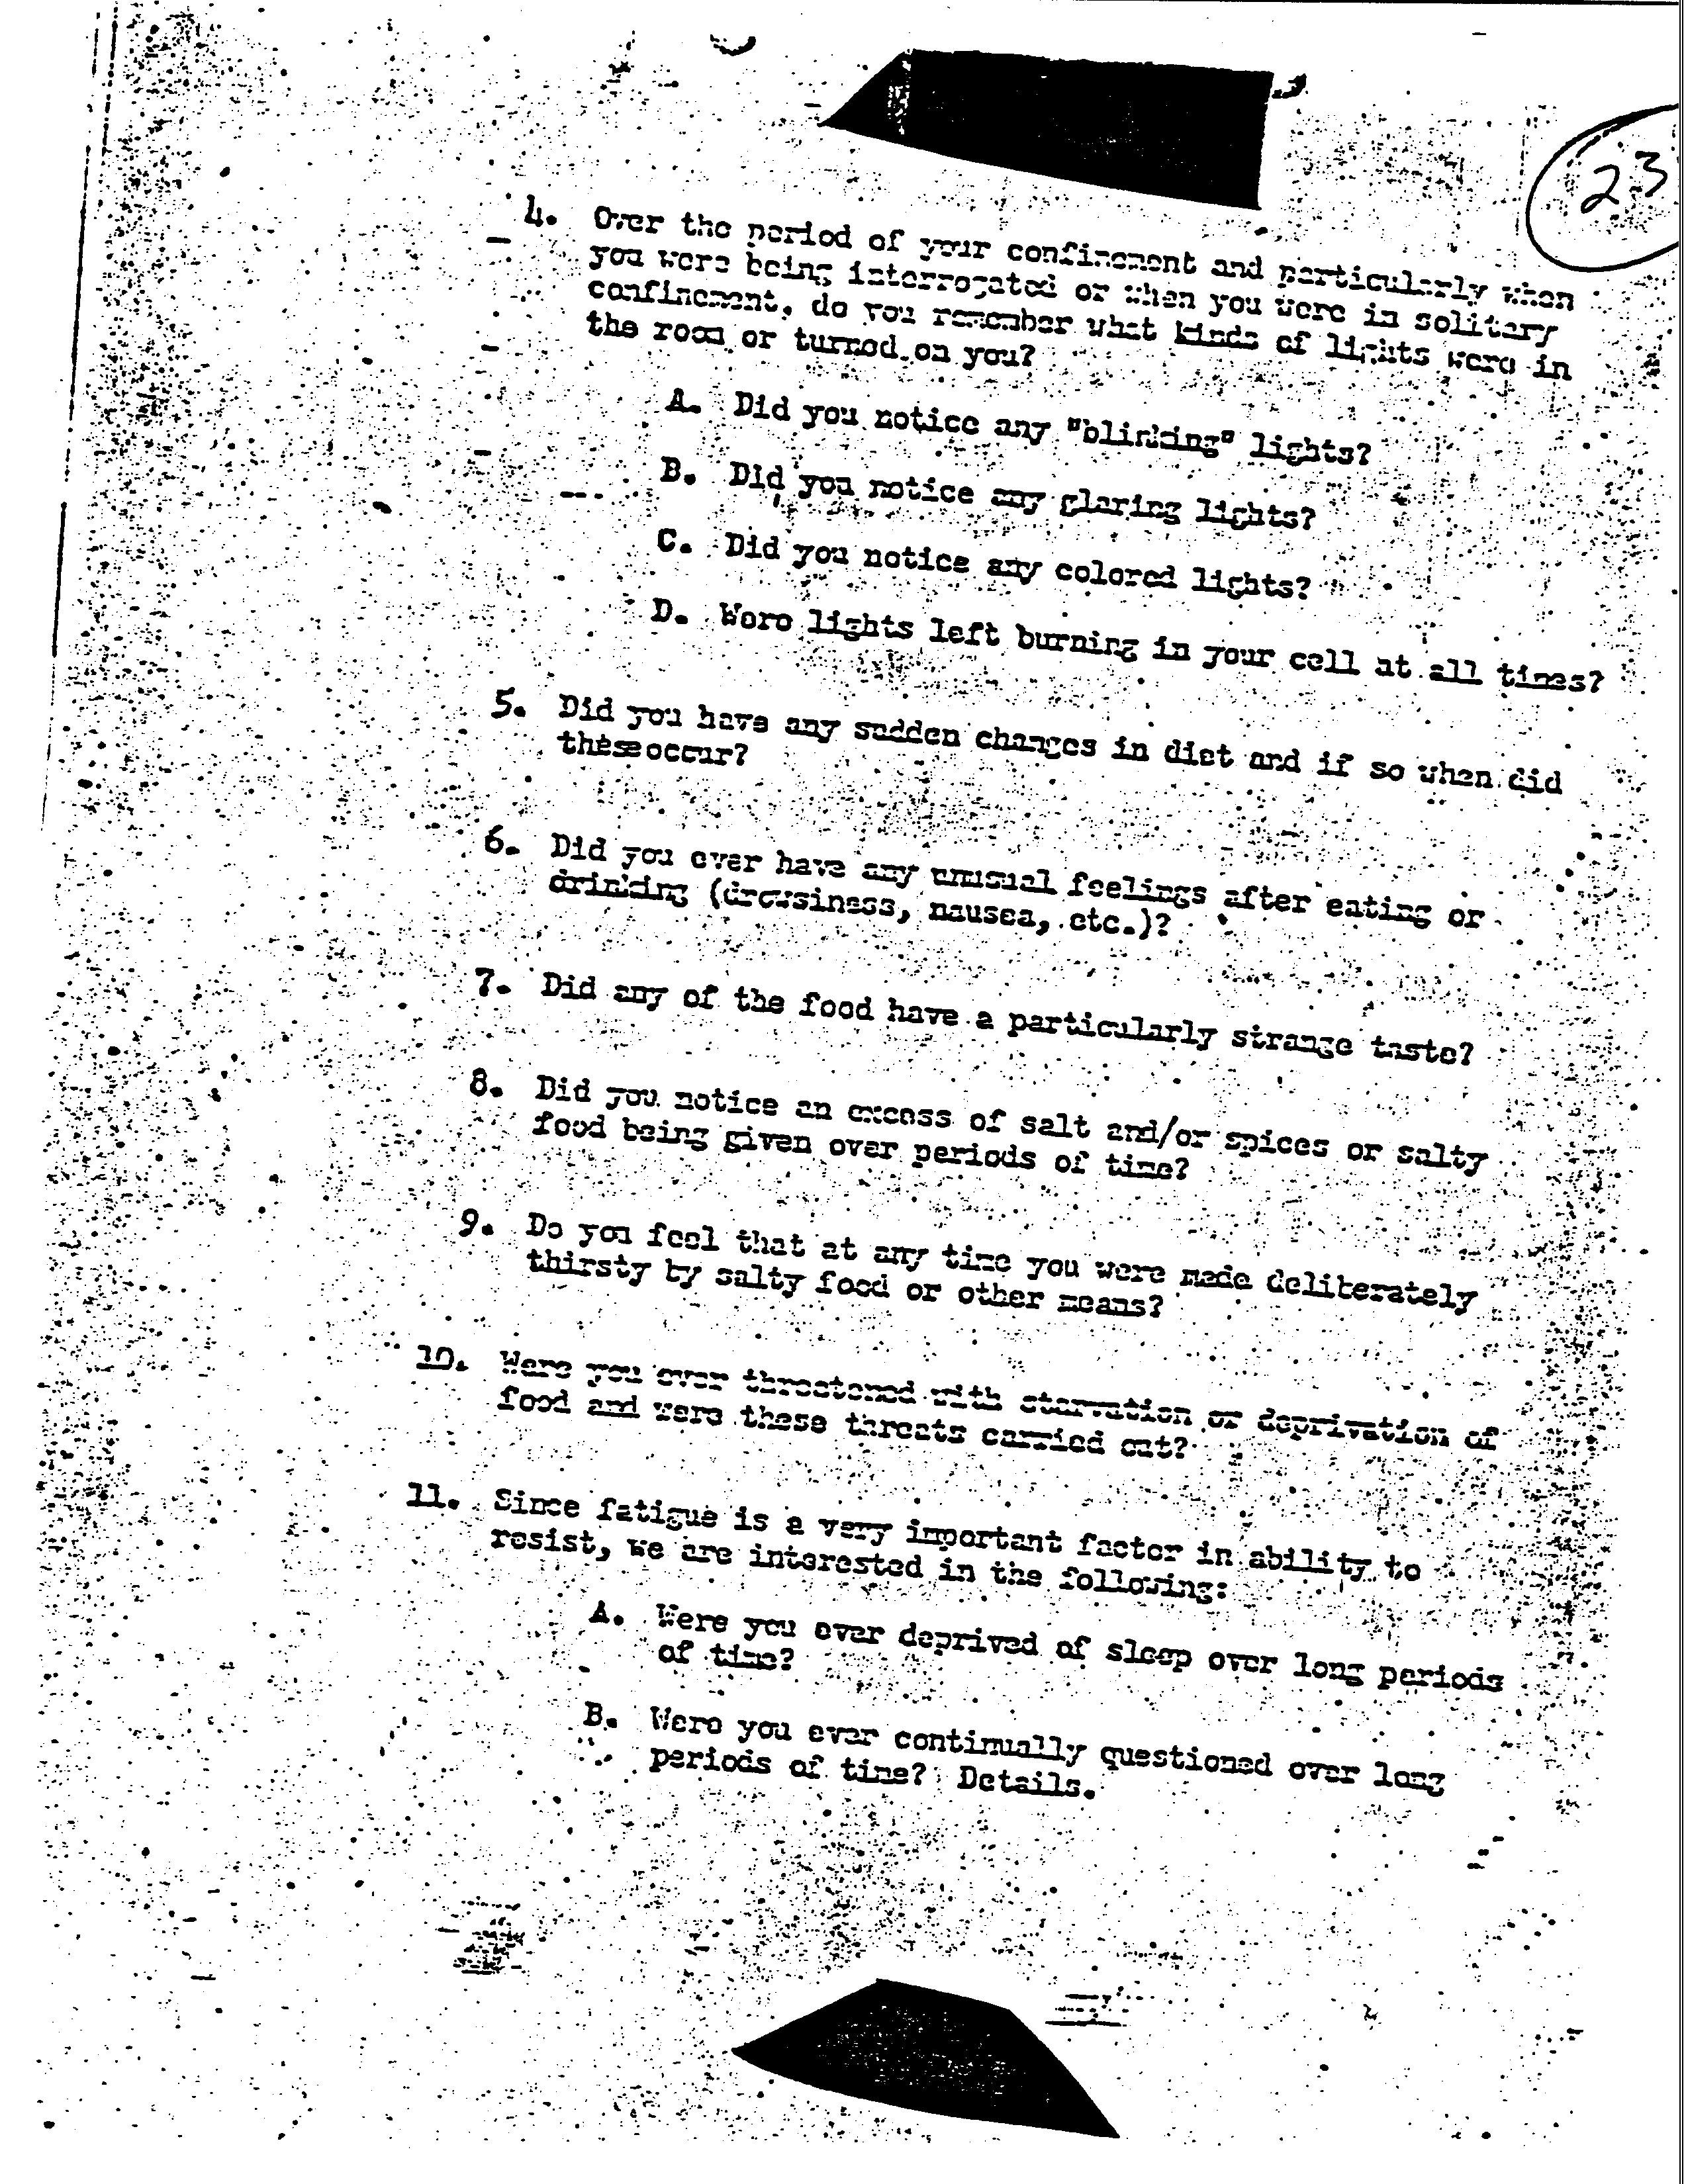 23
4. Over the period of your confinement and particularly when
you were being interrogated or when you were in solitary
confinement, do you remember what kinds of lights were in
the room or turned on you?
A. Did you notice any "blinking" lights?
B. Did you notice any glaring lights?
C. Did you notice any colored lights?
D. Were lights left burning in your cell at all times?
5. Did you have any sudden changes in diet and if so when did
these occur?
6. Did you ever have any unusual feelings after eating or
drinking (drowsiness, nausea, etc.)?
7. Did any of the food have a particularly strange taste?
8. Did you notice an excess of salt and/or spices or salty
food being given over periods of time?
9. Do you feel that at any time you were made deliberately
thirsty by salty food or other means?
10. Were you ever threatened with starvation or deprivation of
food and were these threats carried out?
11. Since fatigue is a very important factor in ability to
resist, we are interested in the following:
A. Were you ever deprived of sleep over long periods
of time?
B. Were you ever continually questioned over long
periods of time? Details.